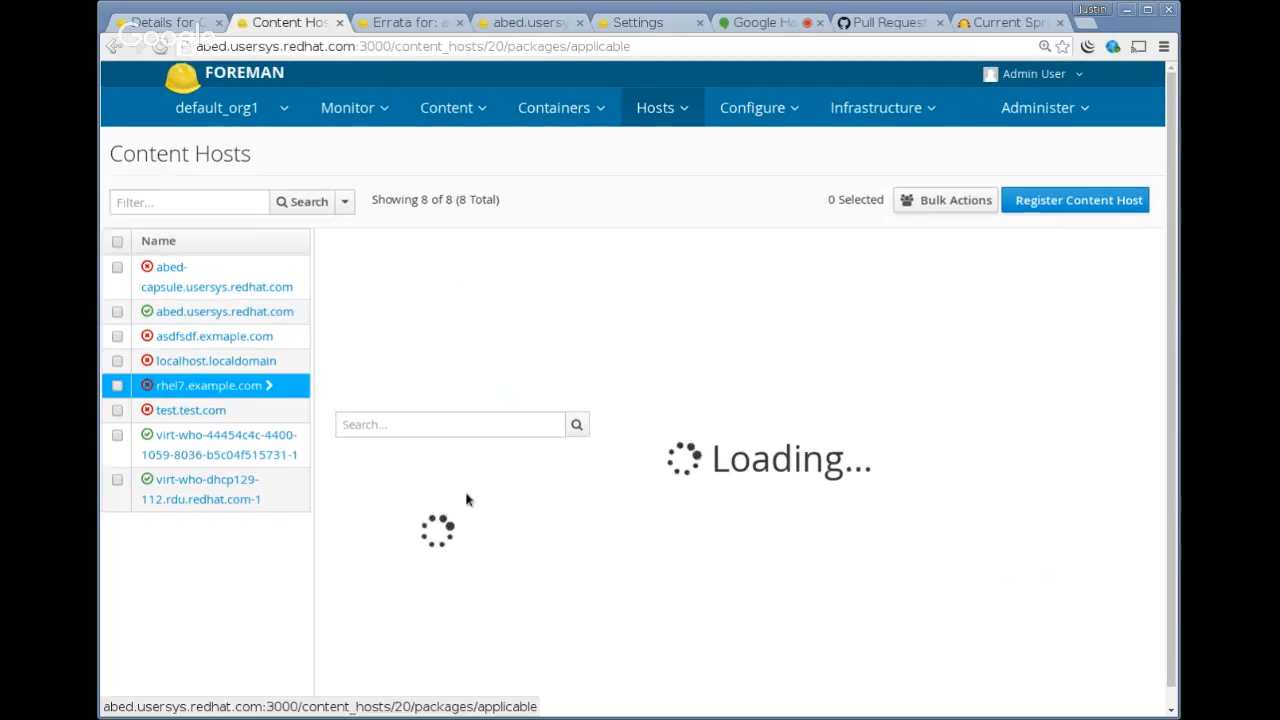 Justin
Details for C
Content Hos
Errata for: a
abed.usersy
Settings
Google Ha
Pull Request
Current Spr
Google
abed.usersys.redhat.com:3000/content_hosts/20/packages/applicable
FOREMAN
Admin User
default_org1
Monitor
Content
Containers
Hosts
Configure
Infrastructure
Administer
Content Hosts
Filter...
Search
Showing 8 of 8 (8 Total)
0 Selected
Bulk Actions
Register Content Host
Name
abed-
capsule.usersys.redhat.com
abed.usersys.redhat.com
asdfsdf.exmaple.com
localhost.localdomain
rhel7.example.com
test.test.com
virt-who-44454c4c-4400-
1059-8036-b5c04f515731-1
virt-who-dhcp129-
112.rdu.redhat.com-1
Search...
Loading...
abed.usersys.redhat.com:3000/content_hosts/20/packages/applicable